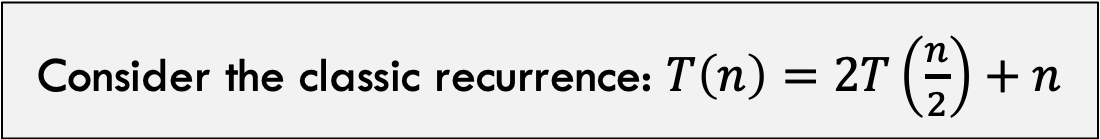 Consider the classic recurrence: T(n) = 2T(n/2) + n